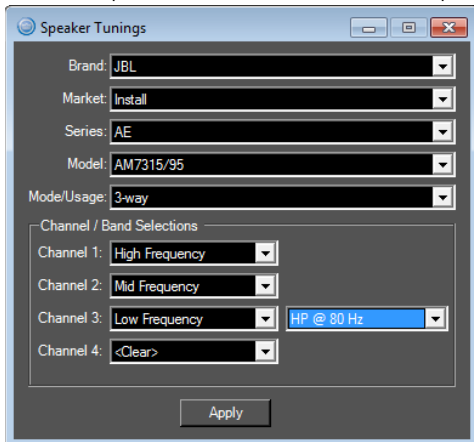 Speaker Tunings
Brand: JBL
Market: Install
Series: AE
Model: AM7315/95
Mode/Usage: 3-way
Channel / Band Selections
Channel 1: High Frequency
Channel 2: Mid Frequency
Channel 3: Low Frequency HP @ 80 Hz
Channel 4: <Clear>
Apply